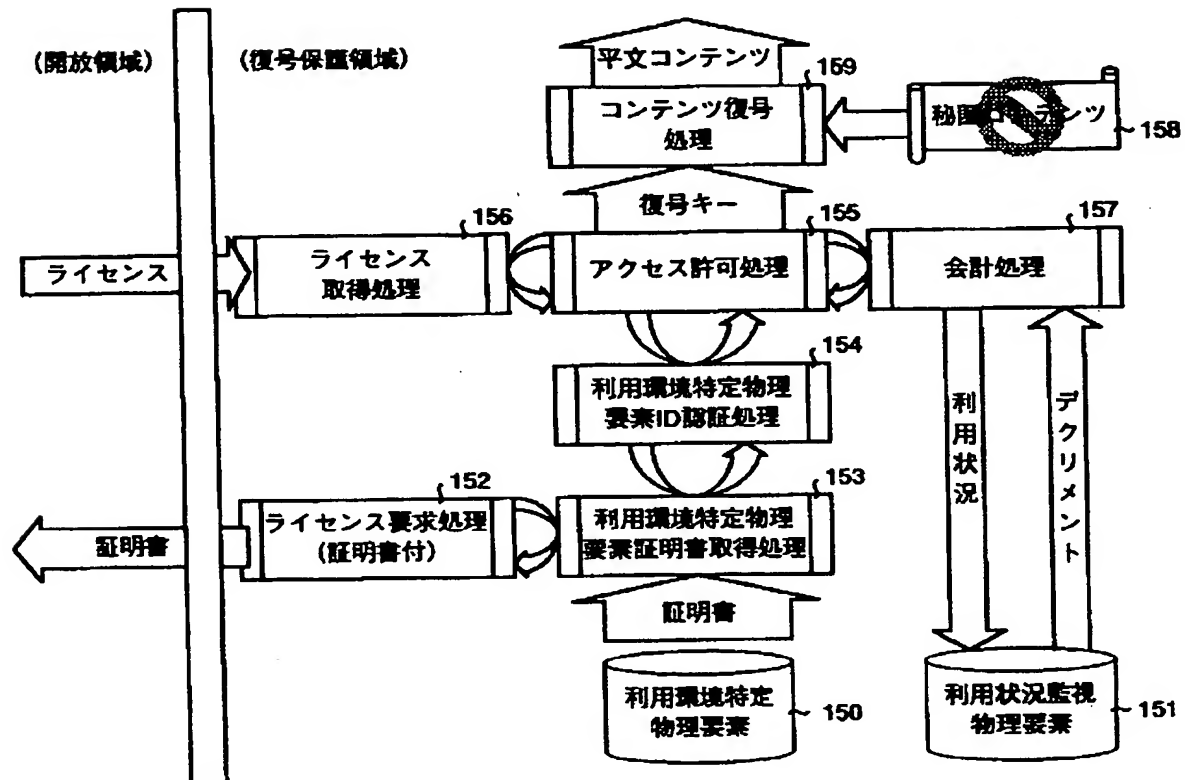 (開放領域)
(復号保護領域)
平文コンテンツ
159
コンテンツ復号
処理
秘匿コンテンツ
158
復号キー
156
155
157
ライセンス
ライセンス
取得処理
アクセス許可処理
会計処理
154
利用環境特定物理
要素ID認証処理
利用状況
デクリメント
152
153
証明書
ライセンス要求処理
(証明書付)
利用環境特定物理
要素証明書取得処理
証明書
利用環境特定
物理要素
150
利用状況監視
物理要素
151